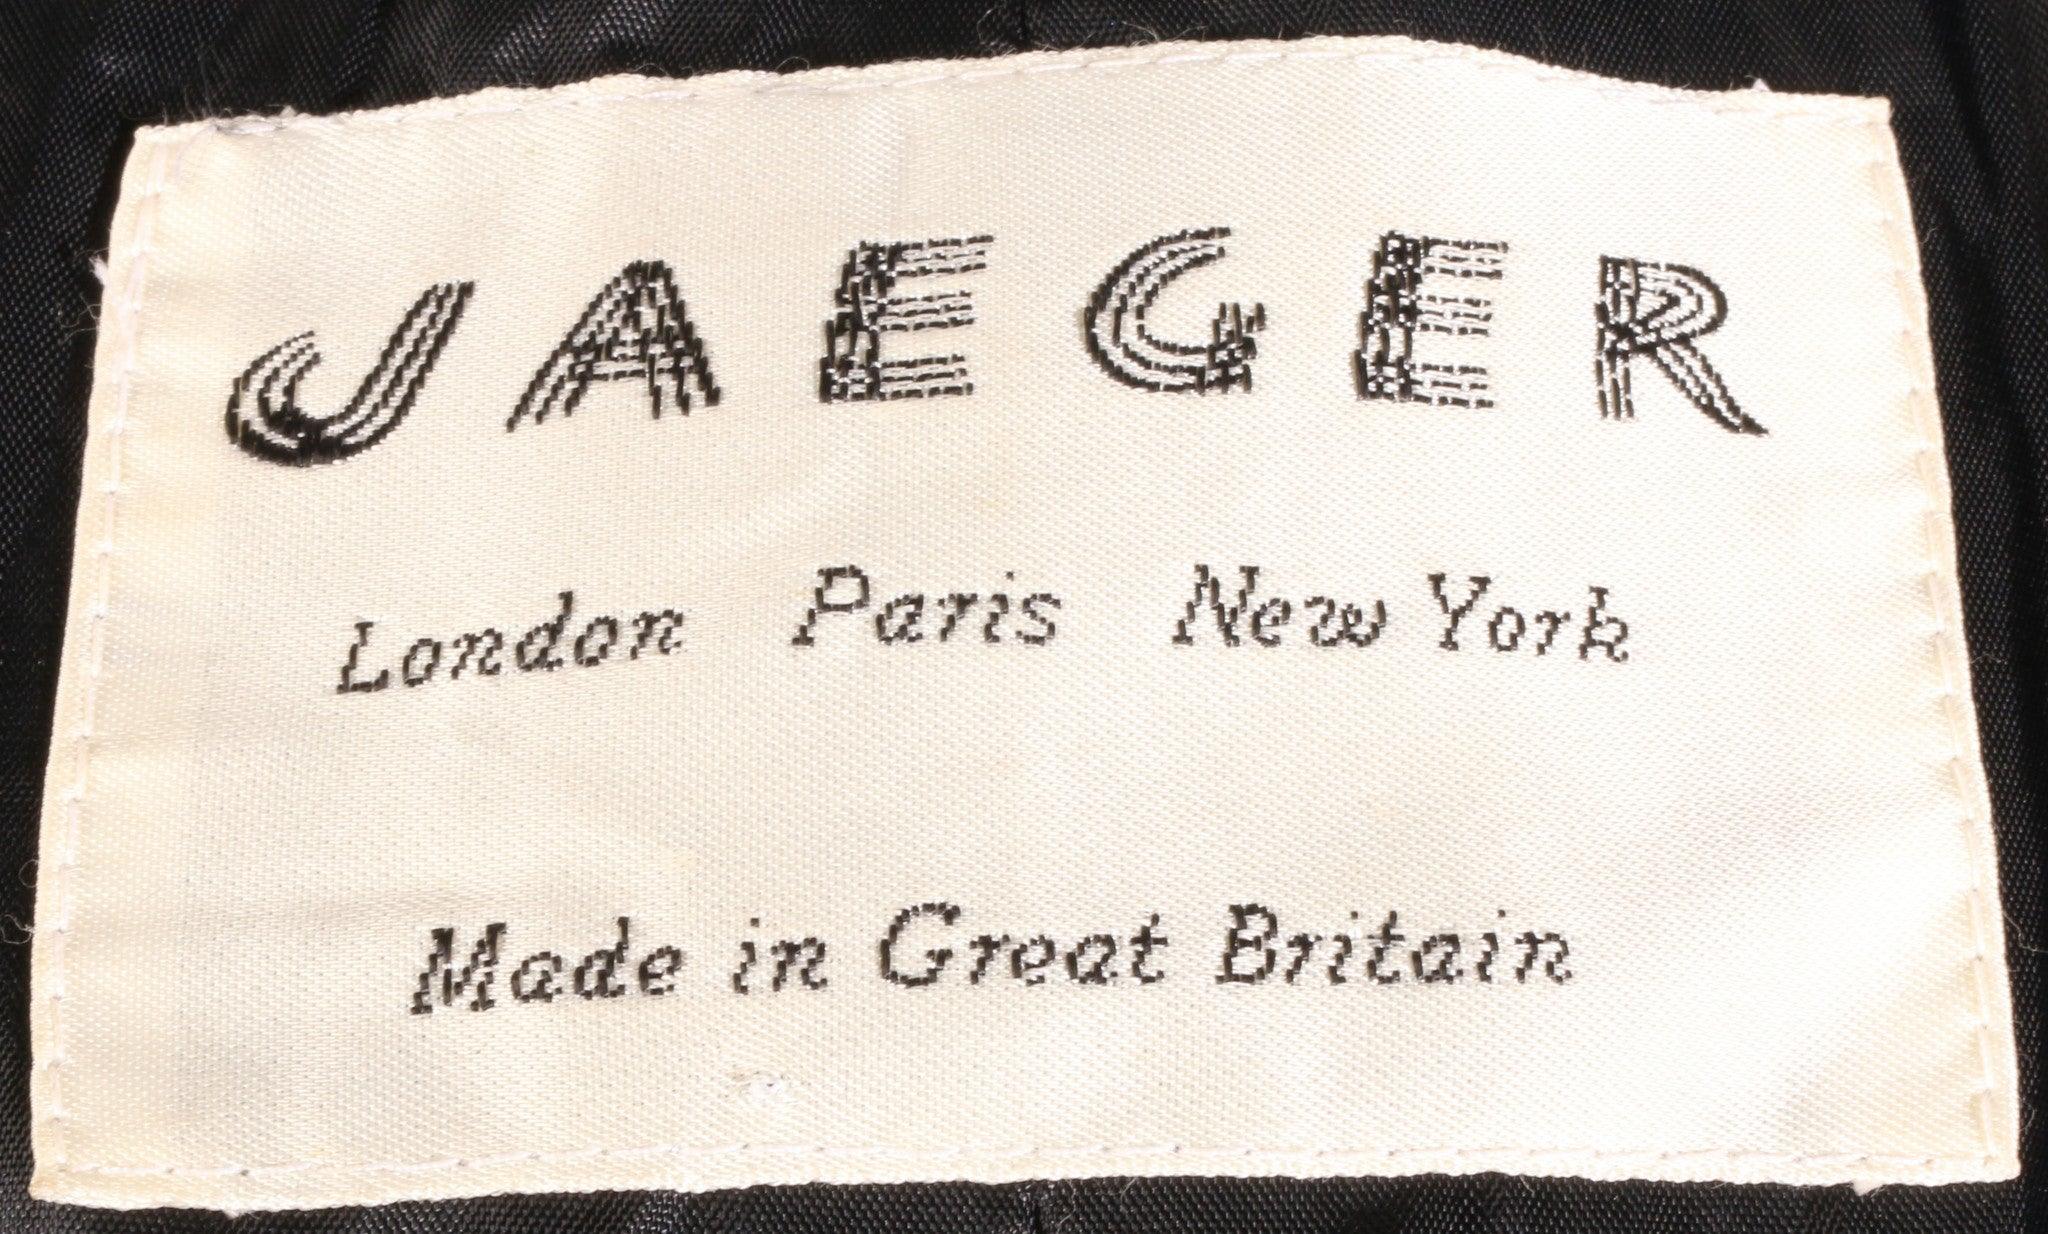 JAEGER
London Paris New York
Made in Great Britain